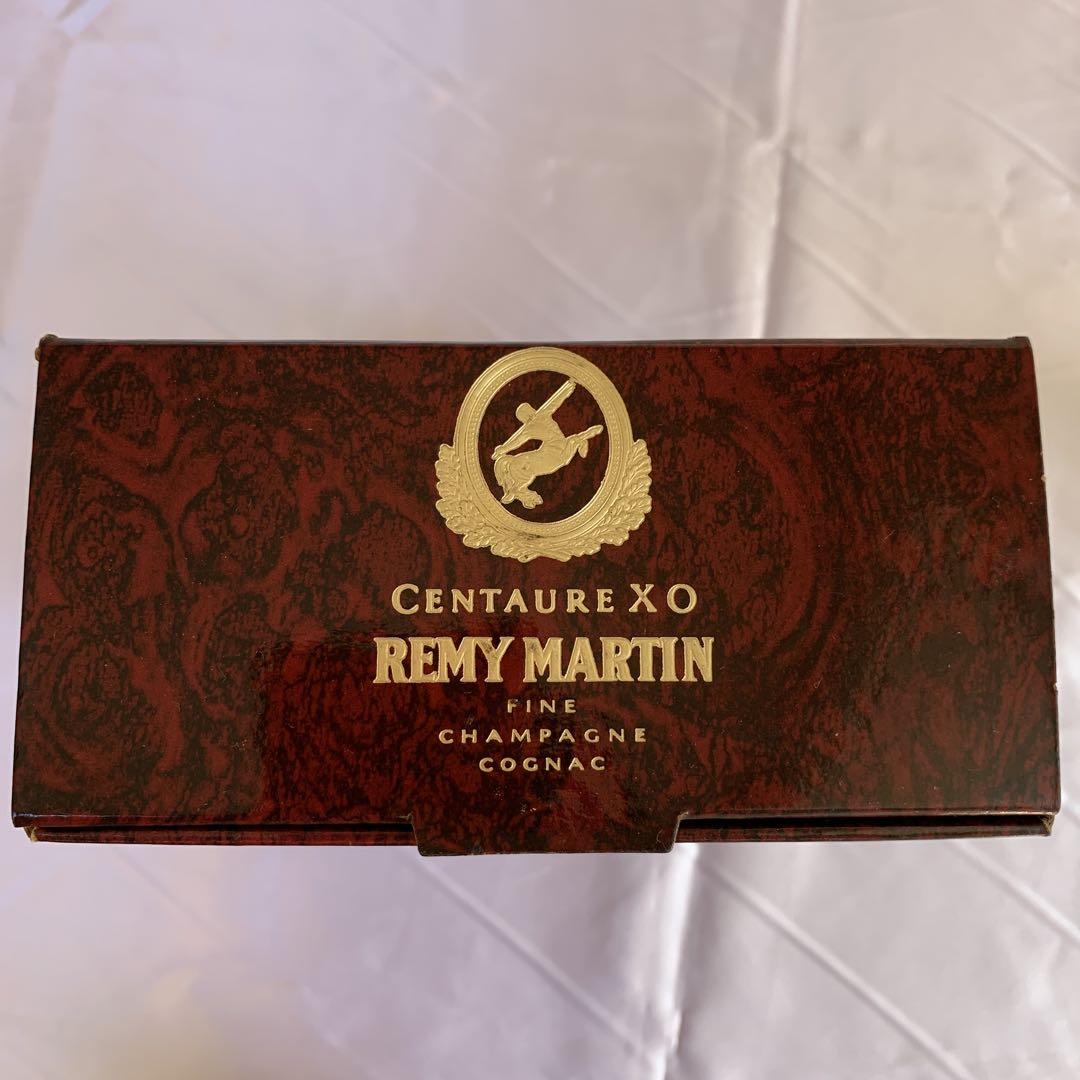 CENTAURE XO
REMY MARTIN
FINE
CHAMPAGNE
COGNAC